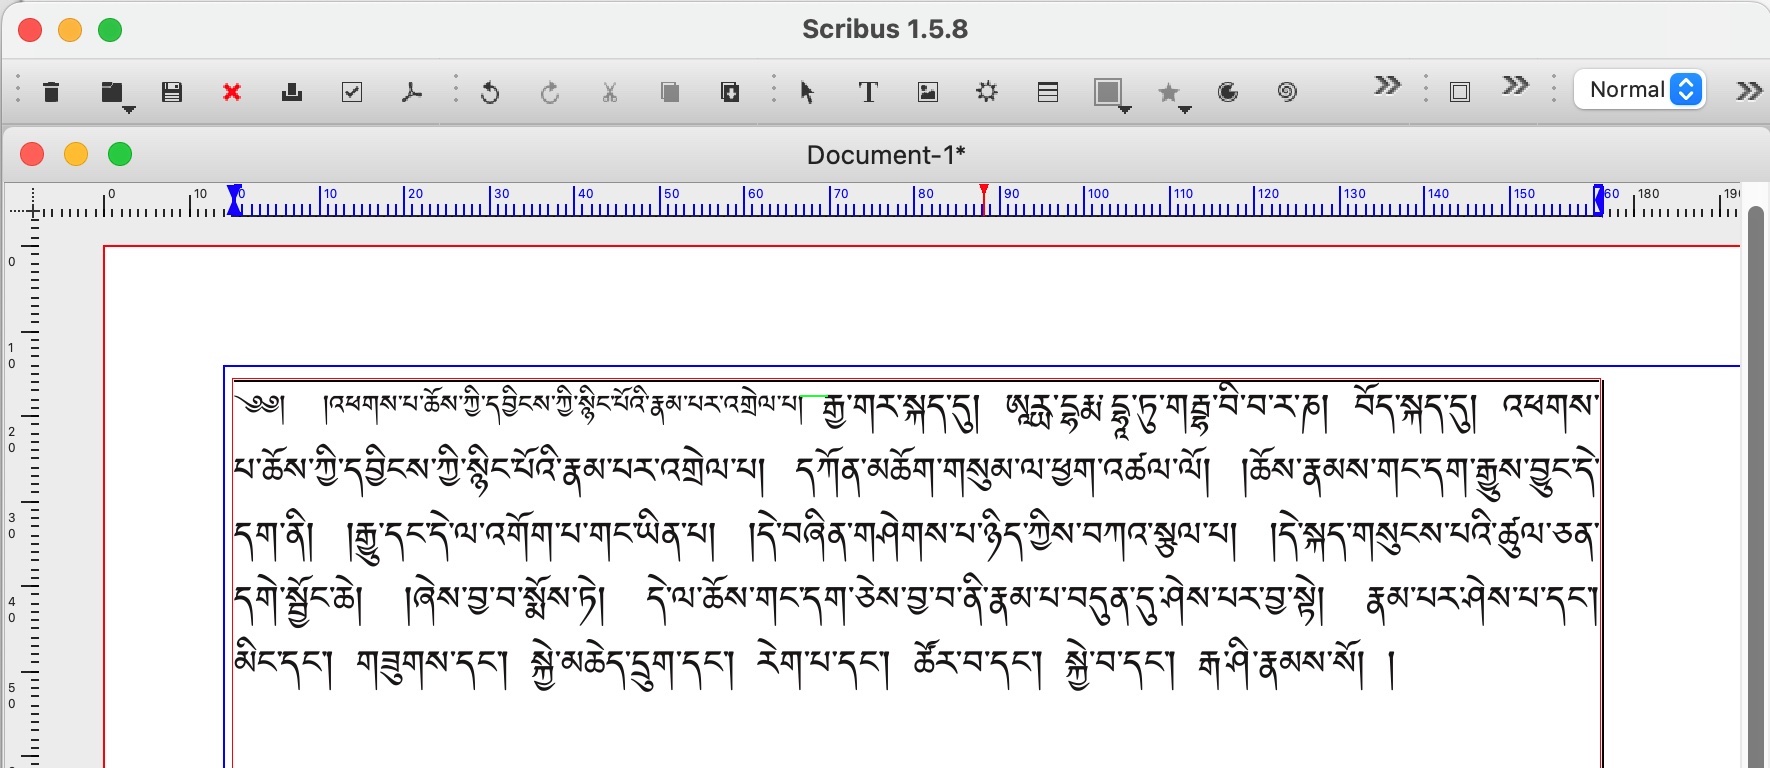 Scribus 1.5.8
Normal
Document-1*
0 10 0 10 20 30 40 50 60 70 80 90 100 110 120 130 140 150 60 180 190
0
10
20
30
40
50
༄༅། །འཕགས་པ་ཆོས་ཀྱི་དབྱིངས་ཀྱི་སྙིང་པོའི་རྣམ་པར་འགྲེལ་པ། རྒྱ་གར་སྐད་དུ། བོད་སྐད་དུ། འཕགས་
པ་ཆོས་ཀྱི་དབྱིངས་ཀྱི་སྙིང་པོའི་རྣམ་པར་འགྲེལ་པ། དཀོན་མཆོག་གསུམ་ལ་ཕྱག་འཚལ་ལོ། །ཆོས་རྣམས་གང་དག་རྒྱུས་བྱུང་དེ་
དག་ནི། །རྒྱུ་དང་དེ་ལ་འགོག་པ་གང་ཡིན་པ། །དེ་བཞིན་གཤེགས་པ་ཉིད་ཀྱིས་བཀའ་སྩལ་པ། །དེ་སྐད་གསུངས་པའི་ཚུལ་ཅན་
དགེ་སྦྱོང་ཆེ། །ཞེས་བྱ་བ་སྨོས་ཏེ། དེ་ལ་ཆོས་གང་དག་ཅེས་བྱ་བ་ནི་རྣམ་པ་བདུན་དུ་ཤེས་པར་བྱ་སྟེ། རྣམ་པར་ཤེས་པ་དང་།
མིང་དང་། གཟུགས་དང་། སྐྱེ་མཆེད་དྲུག་དང་། རེག་པ་དང་། ཚོར་བ་དང་། སྐྱེ་བ་དང་། རྒ་ཤི་རྣམས་སོ། །